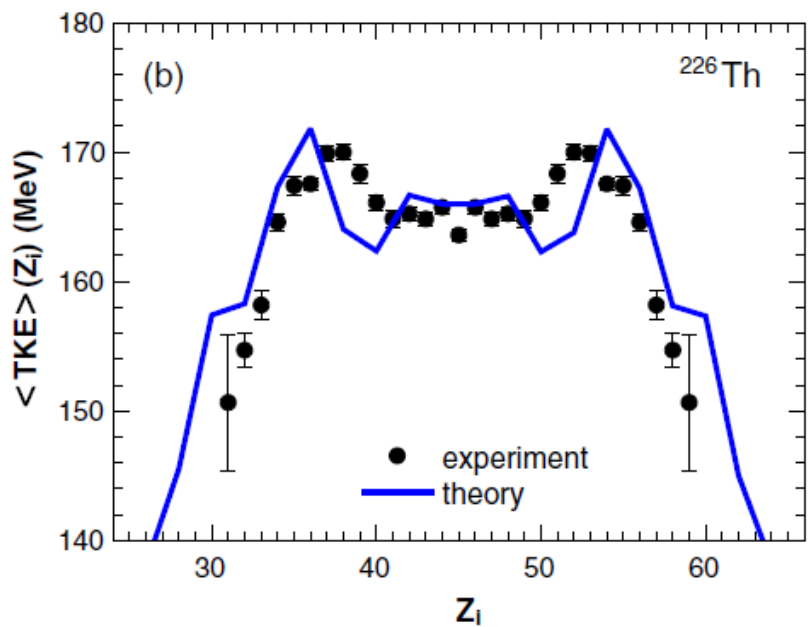 180
(b)
²²⁶Th
170
160
150
140
<TKE>(Zᵢ) (MeV)
experiment
theory
30
40
50
60
Zᵢ